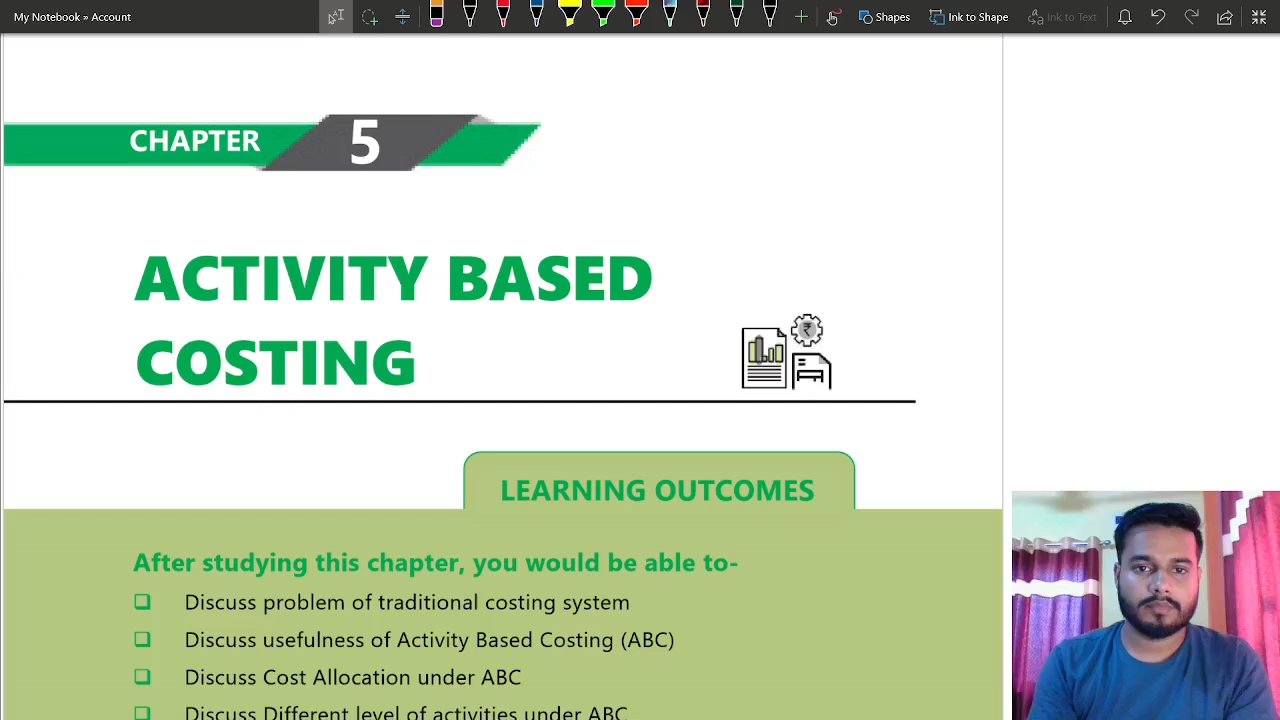 My Notebook » Account
Shapes
Ink to Shape
Ink to Text
CHAPTER 5
ACTIVITY BASED
COSTING
₹
LEARNING OUTCOMES
After studying this chapter, you would be able to-
❑ Discuss problem of traditional costing system
❑ Discuss usefulness of Activity Based Costing (ABC)
❑ Discuss Cost Allocation under ABC
❑ Discuss Different level of activities under ABC